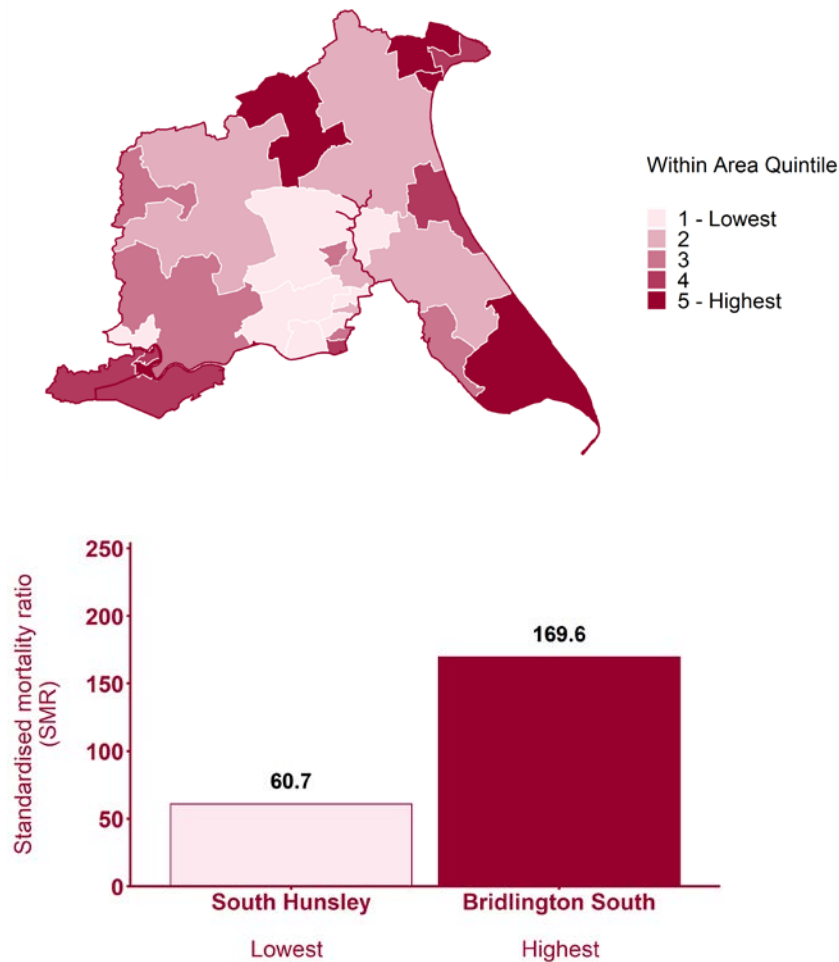 Within Area Quintile
1 - Lowest
2
3
4
5 - Highest
Standardised mortality ratio
(SMR)
250
200
150
100
50
0
60.7
169.6
South Hunsley
Bridlington South
Lowest
Highest